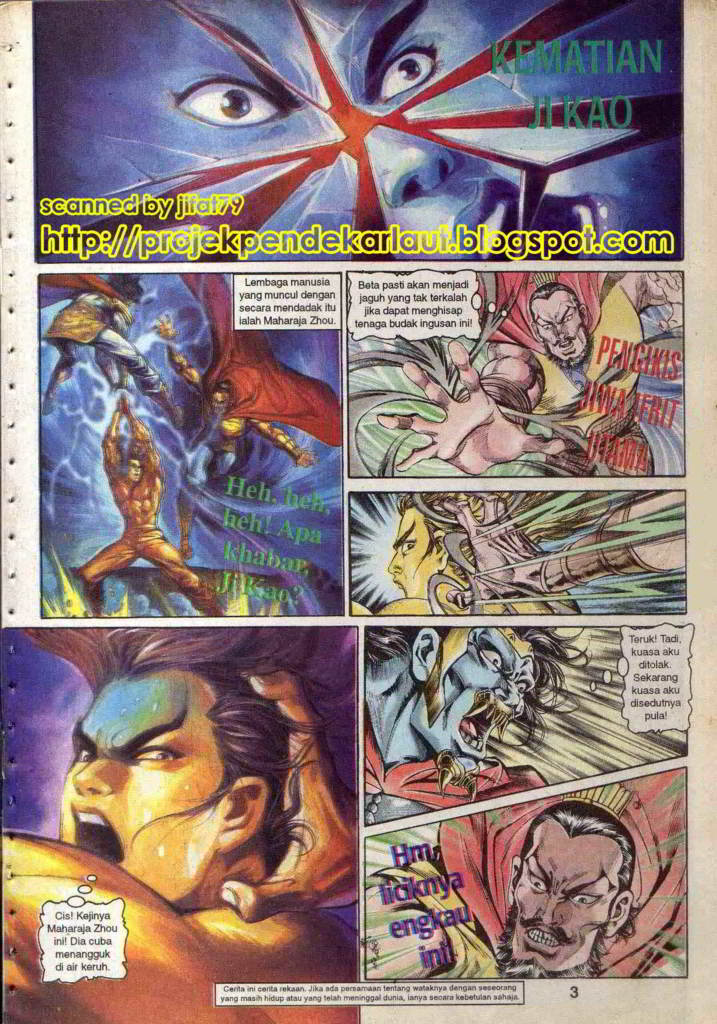 KEMATIAN
JI KAO
scanned by jifat79
http://projekpendekarlaut.blogspot.com
Lembaga manusia
yang muncul dengan
secara mendadak itu
ialah Maharaja Zhou.
Heh, heh,
heh! Apa
khabar,
Ji Kao?
Beta pasti akan menjadi
jaguh yang tak terkalah
jika dapat menghisap
tenaga budak ingusan ini!
PENGIKIS
JIWA JERIT
UTAMA
Cis! Kejinya
Maharaja Zhou
ini! Dia cuba
menangguk
di air keruh.
Teruk! Tadi,
kuasa aku
ditolak.
Sekarang
kuasa aku
disedutnya
pula!
Hm,
liciknya
engkau
ini!
Cerita ini cerita rekaan. Jika ada persamaan tentang wataknya dengan seseorang
yang masih hidup atau yang telah meninggal dunia, ianya secara kebetulan sahaja.
3